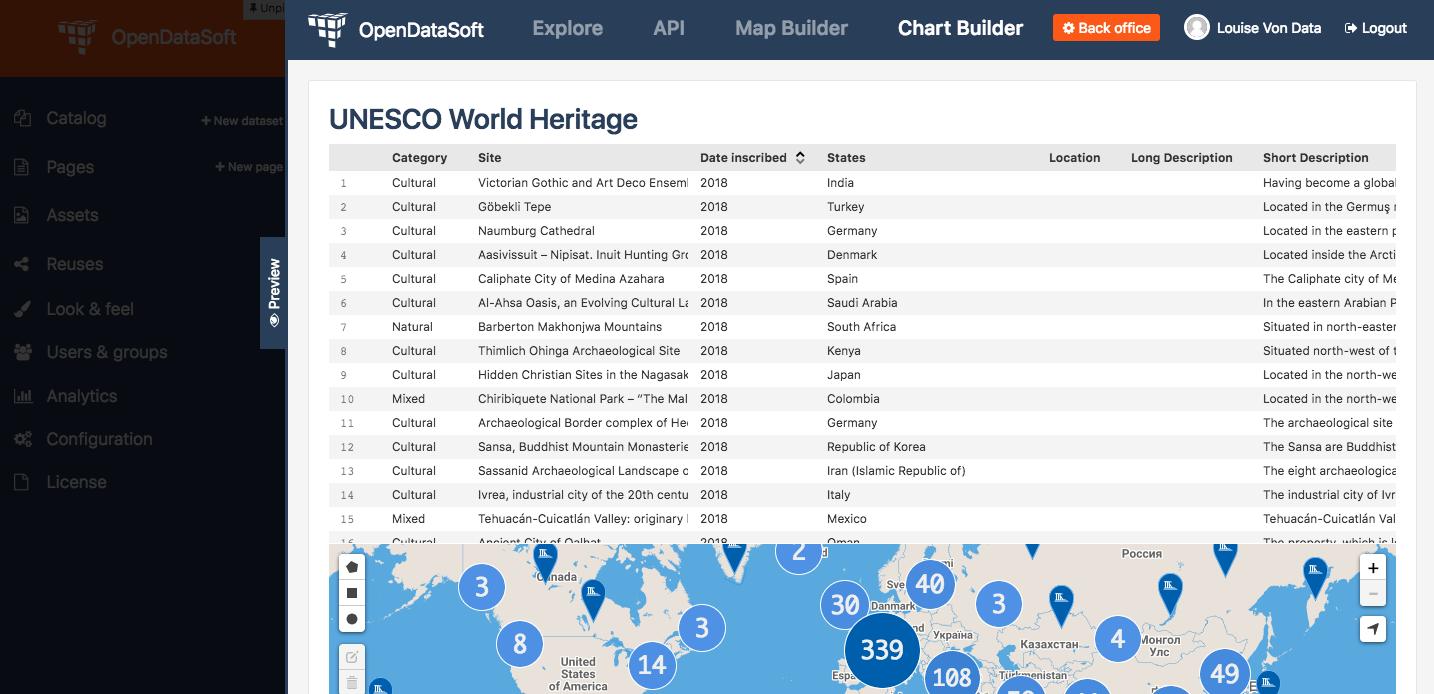 Unpi
OpenDataSoft
Catalog
+ New dataset
Pages
+ New page
Assets
Reuses
Look & feel
Users & groups
Analytics
Configuration
License
Preview
OpenDataSoft Explore API Map Builder Chart Builder Back office Louise Von Data Logout
UNESCO World Heritage
Category Site Date inscribed States Location Long Description Short Description
1 Cultural Victorian Gothic and Art Deco Ensem 2018 India Having become a global
2 Cultural Göbekli Tepe 2018 Turkey Located in the Germuş
3 Cultural Naumburg Cathedral 2018 Germany Located in the eastern p
4 Cultural Aasivissuit – Nipisat. Inuit Hunting Gro 2018 Denmark Located inside the Arcti
5 Cultural Caliphate City of Medina Azahara 2018 Spain The Caliphate city of Me
6 Cultural Al-Ahsa Oasis, an Evolving Cultural La 2018 Saudi Arabia In the eastern Arabian P
7 Natural Barberton Makhonjwa Mountains 2018 South Africa Situated in north-easter
8 Cultural Thimlich Ohinga Archaeological Site 2018 Kenya Situated north-west of t
9 Cultural Hidden Christian Sites in the Nagasak 2018 Japan Located in the north-we
10 Mixed Chiribiquete National Park – “The Mal 2018 Colombia Located in the north-we
11 Cultural Archaeological Border complex of He 2018 Germany The archaeological site
12 Cultural Sansa, Buddhist Mountain Monasterie 2018 Republic of Korea The Sansa are Buddhist
13 Cultural Sassanid Archaeological Landscape o 2018 Iran (Islamic Republic of) The eight archaeologica
14 Cultural Ivrea, industrial city of the 20th centu 2018 Italy The industrial city of Ivr
15 Mixed Tehuacán-Cuicatlán Valley: originary 2018 Mexico Tehuacán-Cuicatlán Val
16 Cultural Ancient City of Qalhat 2018 Oman The property, which is l
2
Россия
Canada
3
Sve
40
30
Danmark
3
3
Україна
8
339
Казахстан
4
Монгол
Улс
14
United
States
of America
Espa
108
Türkmenistan
49